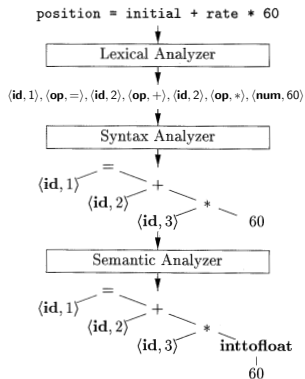 position = initial + rate * 60
Lexical Analyzer
⟨id, 1⟩, ⟨op, =⟩, ⟨id, 2⟩, ⟨op, +⟩, ⟨id, 2⟩, ⟨op, *⟩, ⟨num, 60⟩
Syntax Analyzer
=
⟨id, 1⟩
+
⟨id, 2⟩
*
⟨id, 3⟩
60
Semantic Analyzer
=
⟨id, 1⟩
+
⟨id, 2⟩
*
⟨id, 3⟩
inttofloat
60